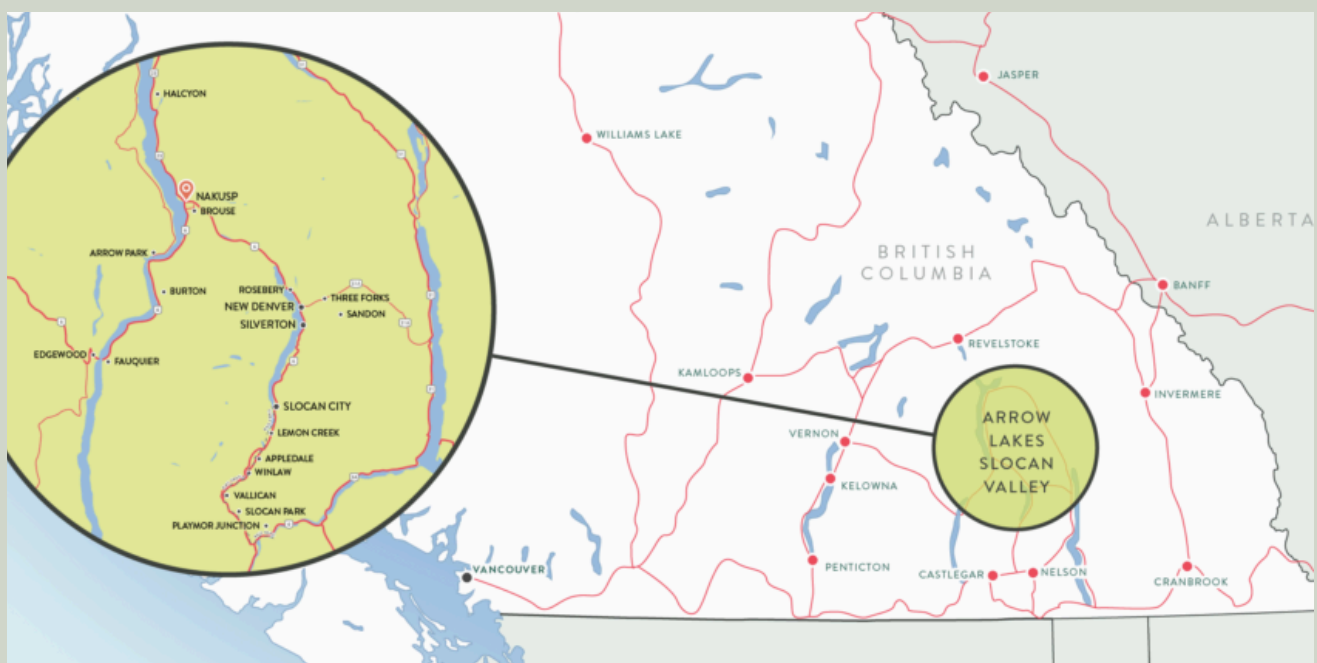 HALCYON
NAKUSP
BROUSE
ARROW PARK
BURTON
ROSEBERY
NEW DENVER
THREE FORKS
SANDON
SILVERTON
EDGEWOOD
FAUQUIER
SLOCAN CITY
LEMON CREEK
APPLEDALE
WINLAW
VALLICAN
SLOCAN PARK
PLAYMOR JUNCTION
JASPER
WILLIAMS LAKE
ALBERTA
BRITISH
COLUMBIA
BANFF
REVELSTOKE
KAMLOOPS
INVERMERE
ARROW
LAKES
SLOCAN
VALLEY
VERNON
KELOWNA
VANCOUVER
PENTICTON
CASTLEGAR
NELSON
CRANBROOK